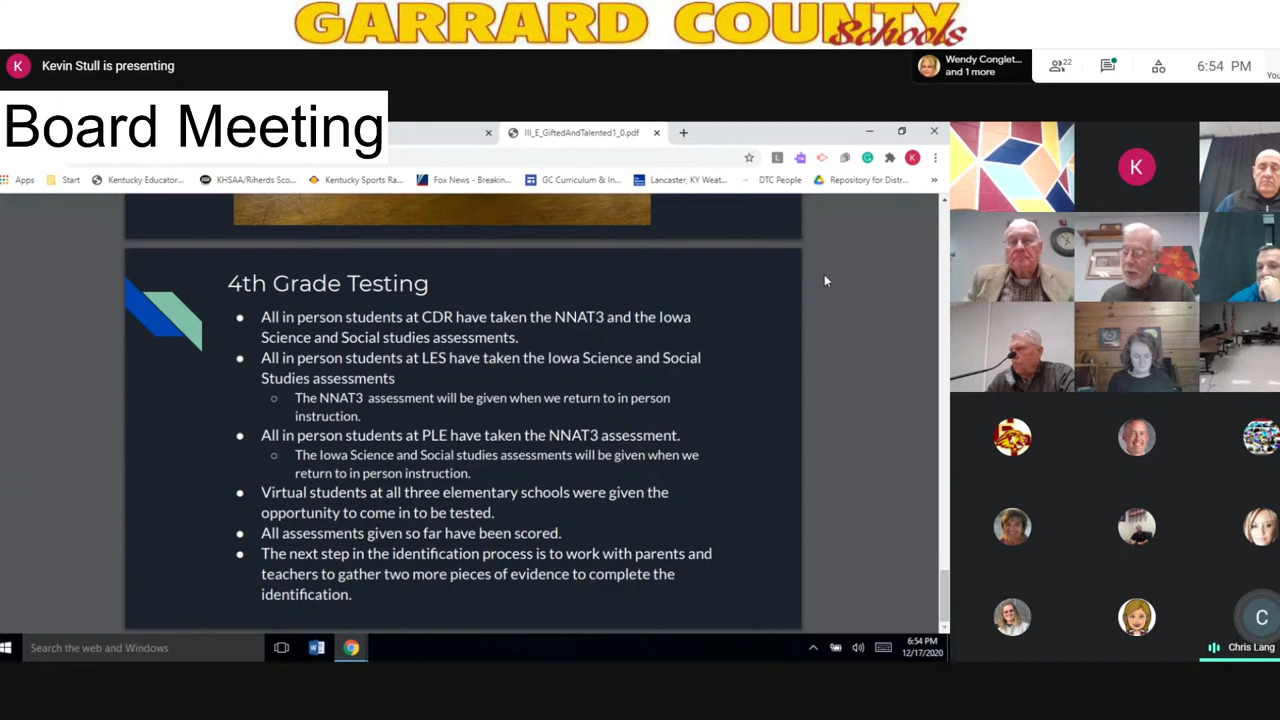 GARRARD COUNTY
Schools
Kevin Stull is presenting
Wendy Conglet...
and 1 more
22
6:54 PM
You
Board Meeting
III_E_GiftedAndTalented1_0.pdf
K
Apps
Start
Kentucky Educator...
KHSAA/Riherds Sco...
Kentucky Sports Ra...
Fox News - Breakin...
GC Curriculum & In...
Lancaster, KY Weat...
DTC People
Repository for Distr...
4th Grade Testing
All in person students at CDR have taken the NNAT3 and the Iowa
Science and Social studies assessments.
All in person students at LES have taken the Iowa Science and Social
Studies assessments
The NNAT3 assessment will be given when we return to in person
instruction.
All in person students at PLE have taken the NNAT3 assessment.
The Iowa Science and Social studies assessments will be given when we
return to in person instruction.
Virtual students at all three elementary schools were given the
opportunity to come in to be tested.
All assessments given so far have been scored.
The next step in the identification process is to work with parents and
teachers to gather two more pieces of evidence to complete the
identification.
K
C
Chris Lang
Search the web and Windows
6:54 PM
12/17/2020